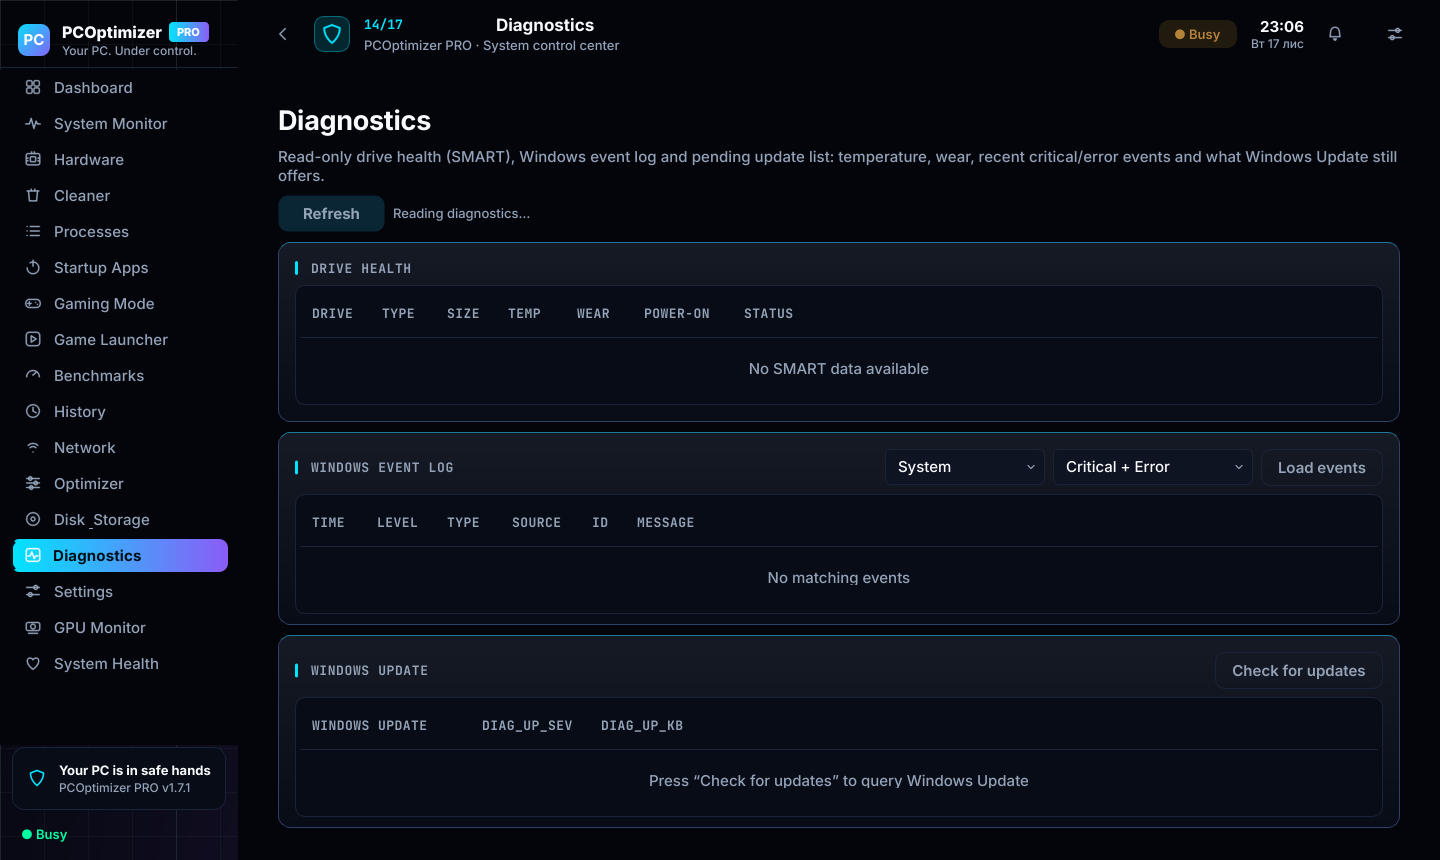 PC
PCOptimizer PRO
Your PC. Under control.
Dashboard
System Monitor
Hardware
Cleaner
Processes
Startup Apps
Gaming Mode
Game Launcher
Benchmarks
History
Network
Optimizer
Disk _Storage
Diagnostics
Settings
GPU Monitor
System Health
Your PC is in safe hands
PCOptimizer PRO v1.7.1
Busy
14/17
Diagnostics
PCOptimizer PRO · System control center
Busy
23:06
Вт 17 лис
Diagnostics
Read-only drive health (SMART), Windows event log and pending update list: temperature, wear, recent critical/error events and what Windows Update still
offers.
Refresh
Reading diagnostics...
DRIVE HEALTH
DRIVE TYPE SIZE TEMP WEAR POWER-ON STATUS
No SMART data available
WINDOWS EVENT LOG
System
Critical + Error
Load events
TIME LEVEL TYPE SOURCE ID MESSAGE
No matching events
WINDOWS UPDATE
Check for updates
WINDOWS UPDATE DIAG_UP_SEV DIAG_UP_KB
Press “Check for updates” to query Windows Update